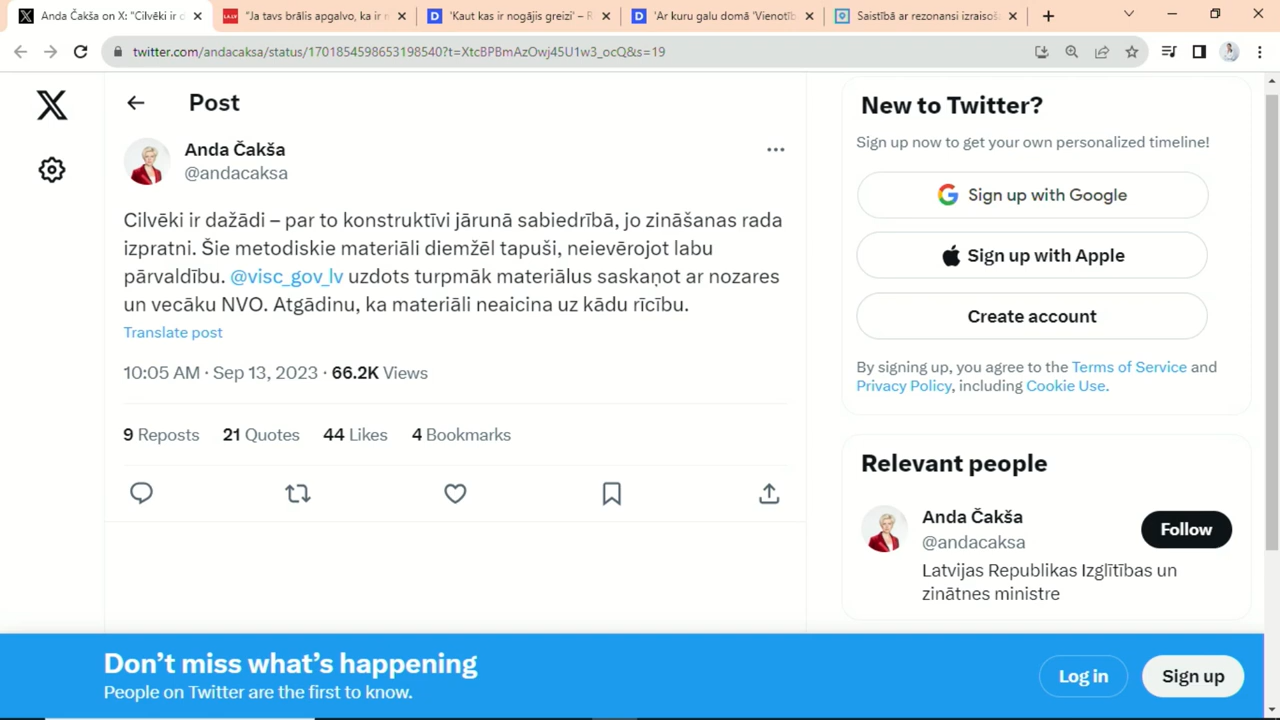 Anda Čakša on X: "Cilvēki ir d
"Ja tavs brālis apgalvo, ka ir n
'Kaut kas ir nogājis greizi' – R
'Ar kuru galu domā 'Vienotīb
Saistībā ar rezonansi izraisoš
twitter.com/andacaksa/status/1701854598653198540?t=XtcBPBmAzOwj45U1w3_ocQ&s=19
Post
Anda Čakša
@andacaksa
Cilvēki ir dažādi – par to konstruktīvi jārunā sabiedrībā, jo zināšanas rada
izpratni. Šie metodiskie materiāli diemžēl tapuši, neievērojot labu
pārvaldību. @visc_gov_lv uzdots turpmāk materiālus saskaņot ar nozares
un vecāku NVO. Atgādinu, ka materiāli neaicina uz kādu rīcību.
Translate post
10:05 AM · Sep 13, 2023 · 66.2K Views
9 Reposts 21 Quotes 44 Likes 4 Bookmarks
New to Twitter?
Sign up now to get your own personalized timeline!
Sign up with Google
Sign up with Apple
Create account
By signing up, you agree to the Terms of Service and
Privacy Policy, including Cookie Use.
Relevant people
Anda Čakša
@andacaksa
Follow
Latvijas Republikas Izglītības un
zinātnes ministre
Don't miss what's happening
People on Twitter are the first to know.
Log in
Sign up